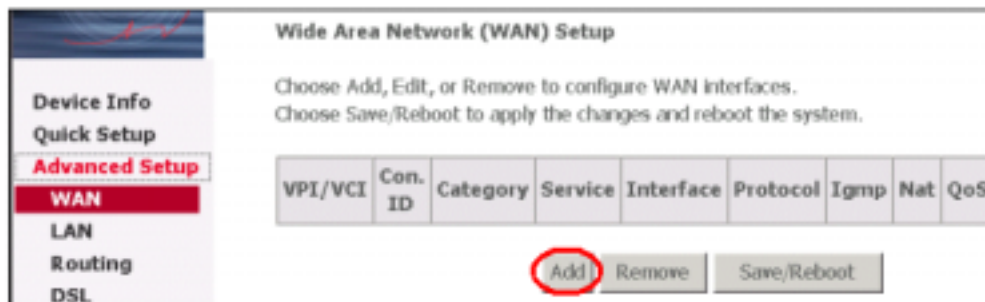 Wide Area Network (WAN) Setup
Choose Add, Edit, or Remove to configure WAN interfaces.
Choose Save/Reboot to apply the changes and reboot the system.
Device Info
Quick Setup
Advanced Setup
WAN
LAN
Routing
DSL
VPI/VCI Con. ID Category Service Interface Protocol Igmp Nat QoS
Add Remove Save/Reboot